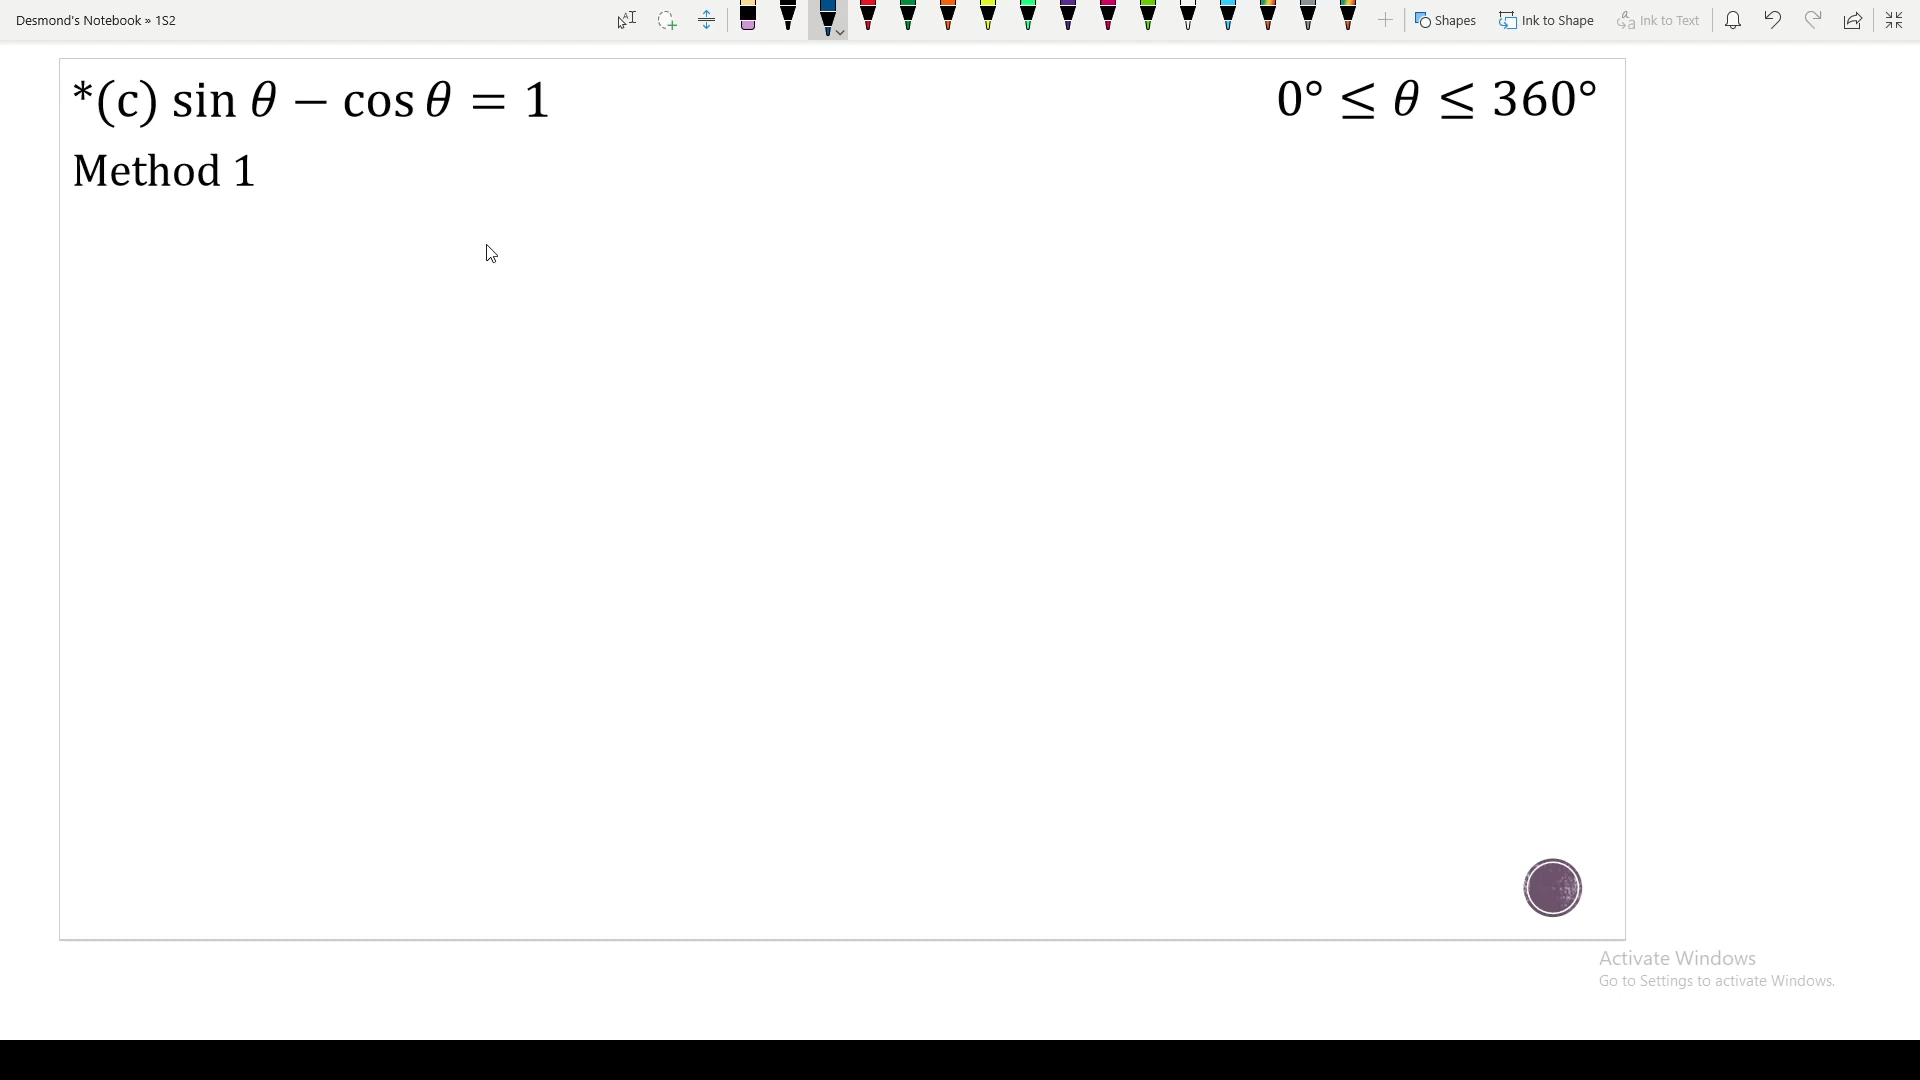 Desmond's Notebook » 1S2
Shapes
Ink to Shape
Ink to Text
*(c) sin θ − cos θ = 1
0° ≤ θ ≤ 360°
Method 1
Activate Windows
Go to Settings to activate Windows.